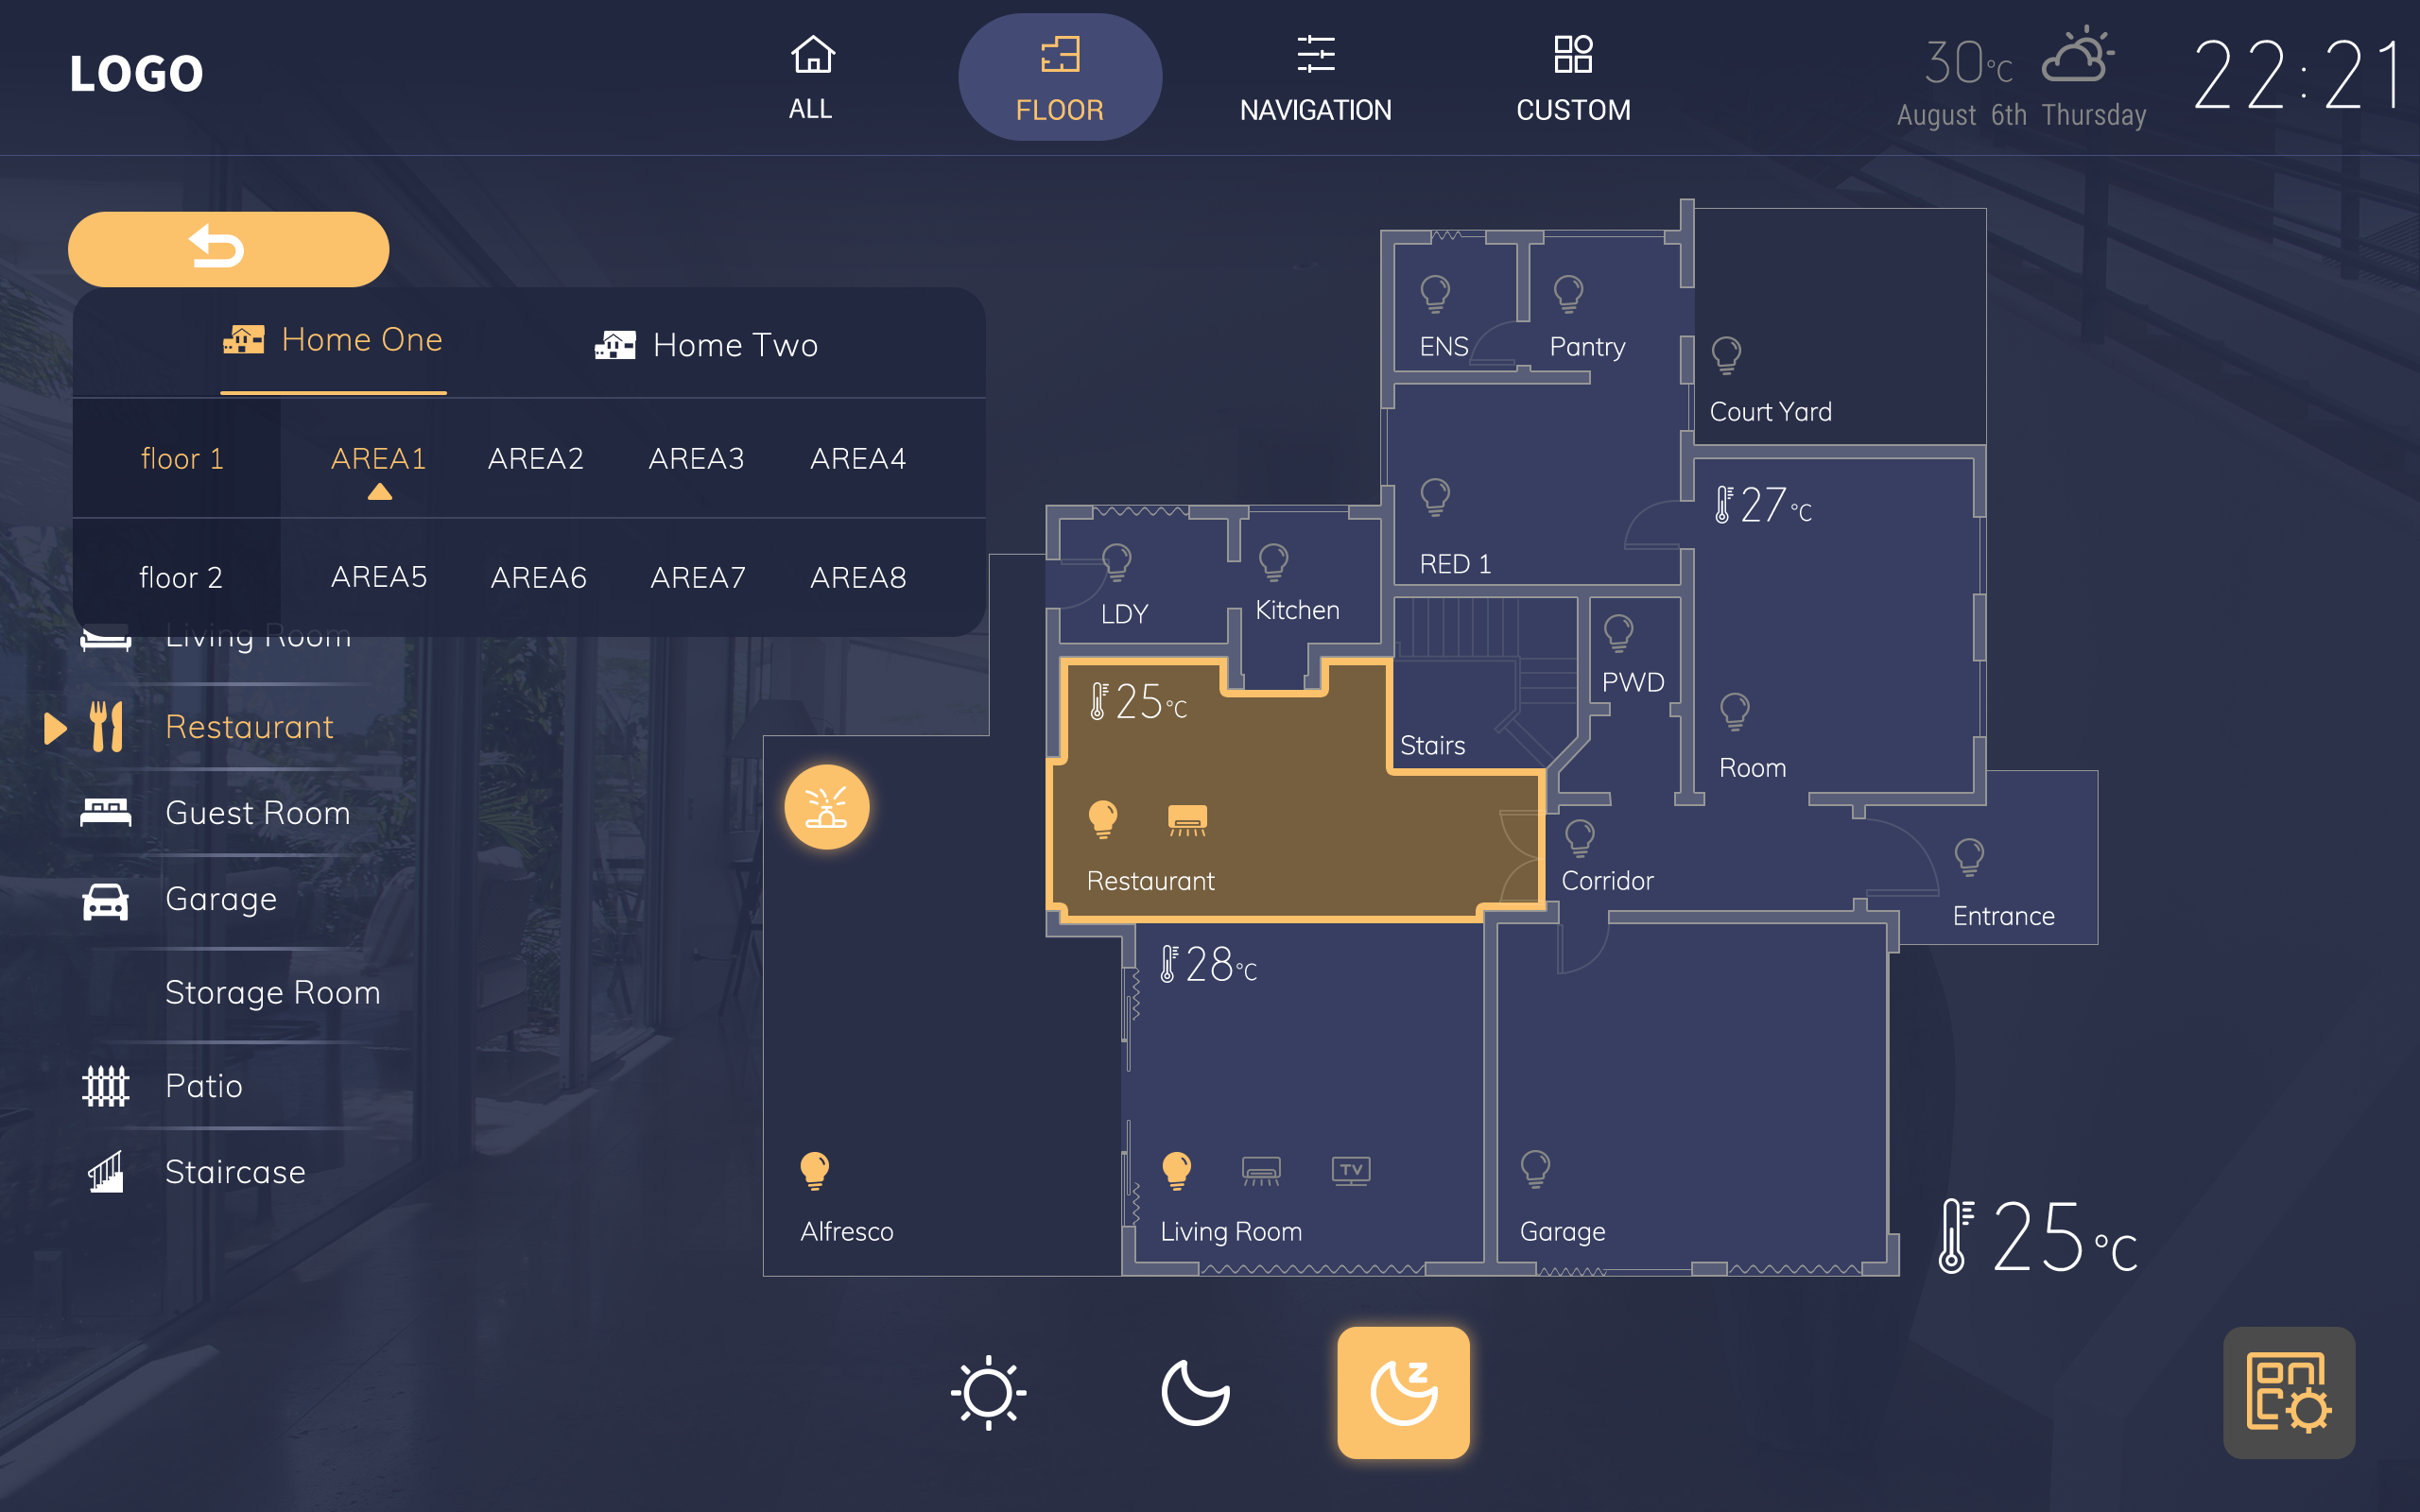 LOGO
ALL
FLOOR
NAVIGATION
CUSTOM
30°C
August 6th Thursday
22:21
Home One
Home Two
floor 1 AREA1 AREA2 AREA3 AREA4
floor 2 AREA5 AREA6 AREA7 AREA8
Living Room
Restaurant
Guest Room
Garage
Storage Room
Patio
Staircase
ENS
Pantry
Court Yard
27°C
RED 1
LDY
Kitchen
PWD
25°C
Stairs
Room
Restaurant
Corridor
Entrance
28°C
TV
Alfresco
Living Room
Garage
25°C
Z